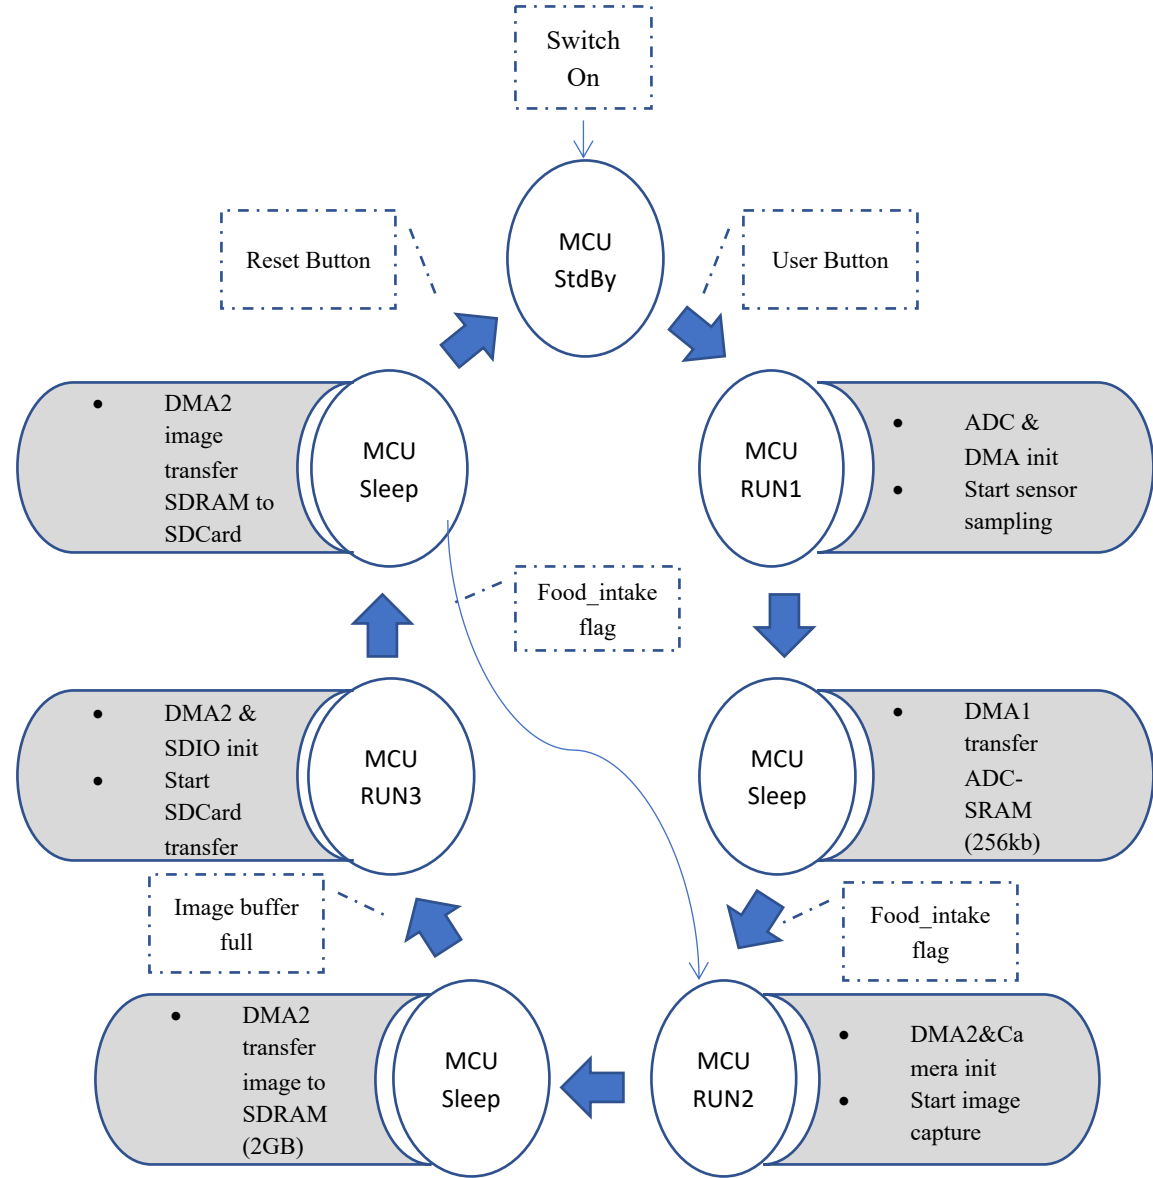 Switch
On
MCU
StdBy
Reset Button
User Button
• DMA2
image
transfer
SDRAM to
SDCard
MCU
Sleep
MCU
RUN1
• ADC &
DMA init
• Start sensor
sampling
Food_intake
flag
• DMA2 &
SDIO init
• Start
SDCard
transfer
MCU
RUN3
MCU
Sleep
• DMA1
transfer
ADC-
SRAM
(256kb)
Image buffer
full
Food_intake
flag
• DMA2
transfer
image to
SDRAM
(2GB)
MCU
Sleep
MCU
RUN2
• DMA2&Ca
mera init
• Start image
capture